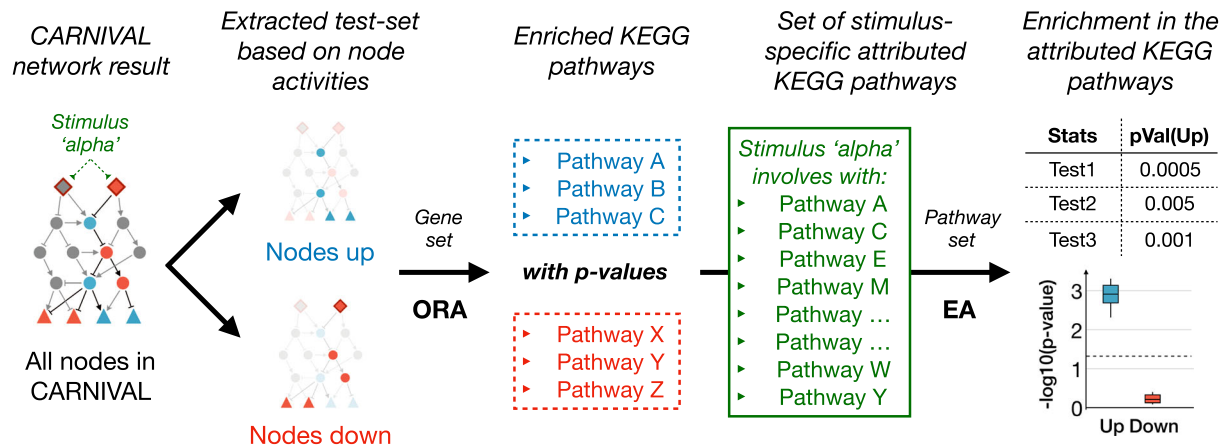 CARNIVAL
network result
Stimulus
‘alpha’
All nodes in
CARNIVAL
Extracted test-set
based on node
activities
Nodes up
Nodes down
Gene
set
ORA
Enriched KEGG
pathways
Pathway A
Pathway B
Pathway C
with p-values
Pathway X
Pathway Y
Pathway Z
Set of stimulus-
specific attributed
KEGG pathways
Stimulus ‘alpha’
involves with:
Pathway A
Pathway C
Pathway E
Pathway M
Pathway …
Pathway …
Pathway W
Pathway Y
Pathway
set
EA
Enrichment in the
attributed KEGG
pathways
Stats pVal(Up)
Test1 0.0005
Test2 0.005
Test3 0.001
-log10(p-value)
3
2
1
0
Up Down